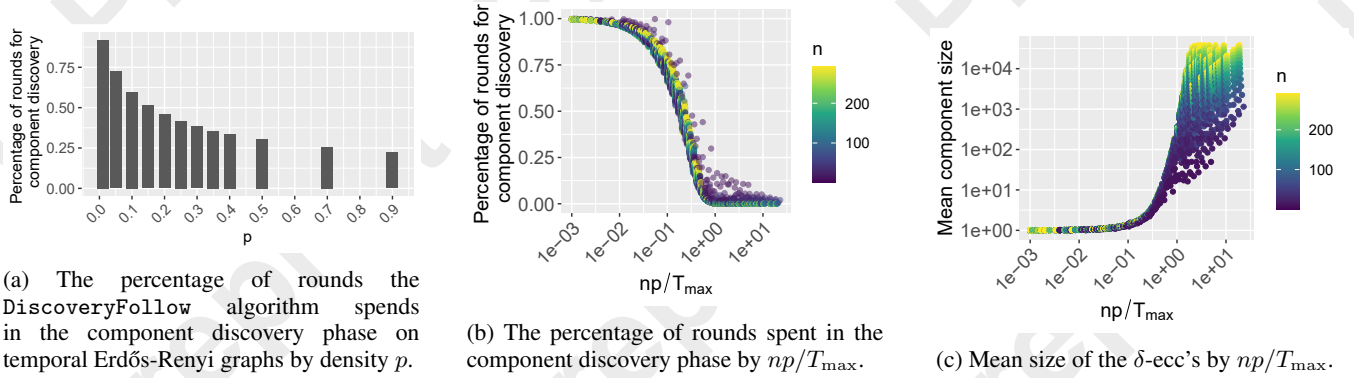 Percentage of rounds for
component discovery
0.75
0.50
0.25
0.00
0.0
0.1
0.2
0.3
0.4
0.5
0.6
0.7
0.8
0.9
p
(a) The percentage of rounds the
DiscoveryFollow algorithm spends
in the component discovery phase on
temporal Erdős-Renyi graphs by density p.
Percentage of rounds for
component discovery
1.00
0.75
0.50
0.25
0.00
1e−03
1e−02
1e−01
1e+00
1e+01
np/Tmax
n
200
100
(b) The percentage of rounds spent in the
component discovery phase by np/Tmax.
Mean component size
1e+04
1e+03
1e+02
1e+01
1e+00
1e−03
1e−02
1e−01
1e+00
1e+01
np/Tmax
n
200
100
(c) Mean size of the δ-ecc's by np/Tmax.